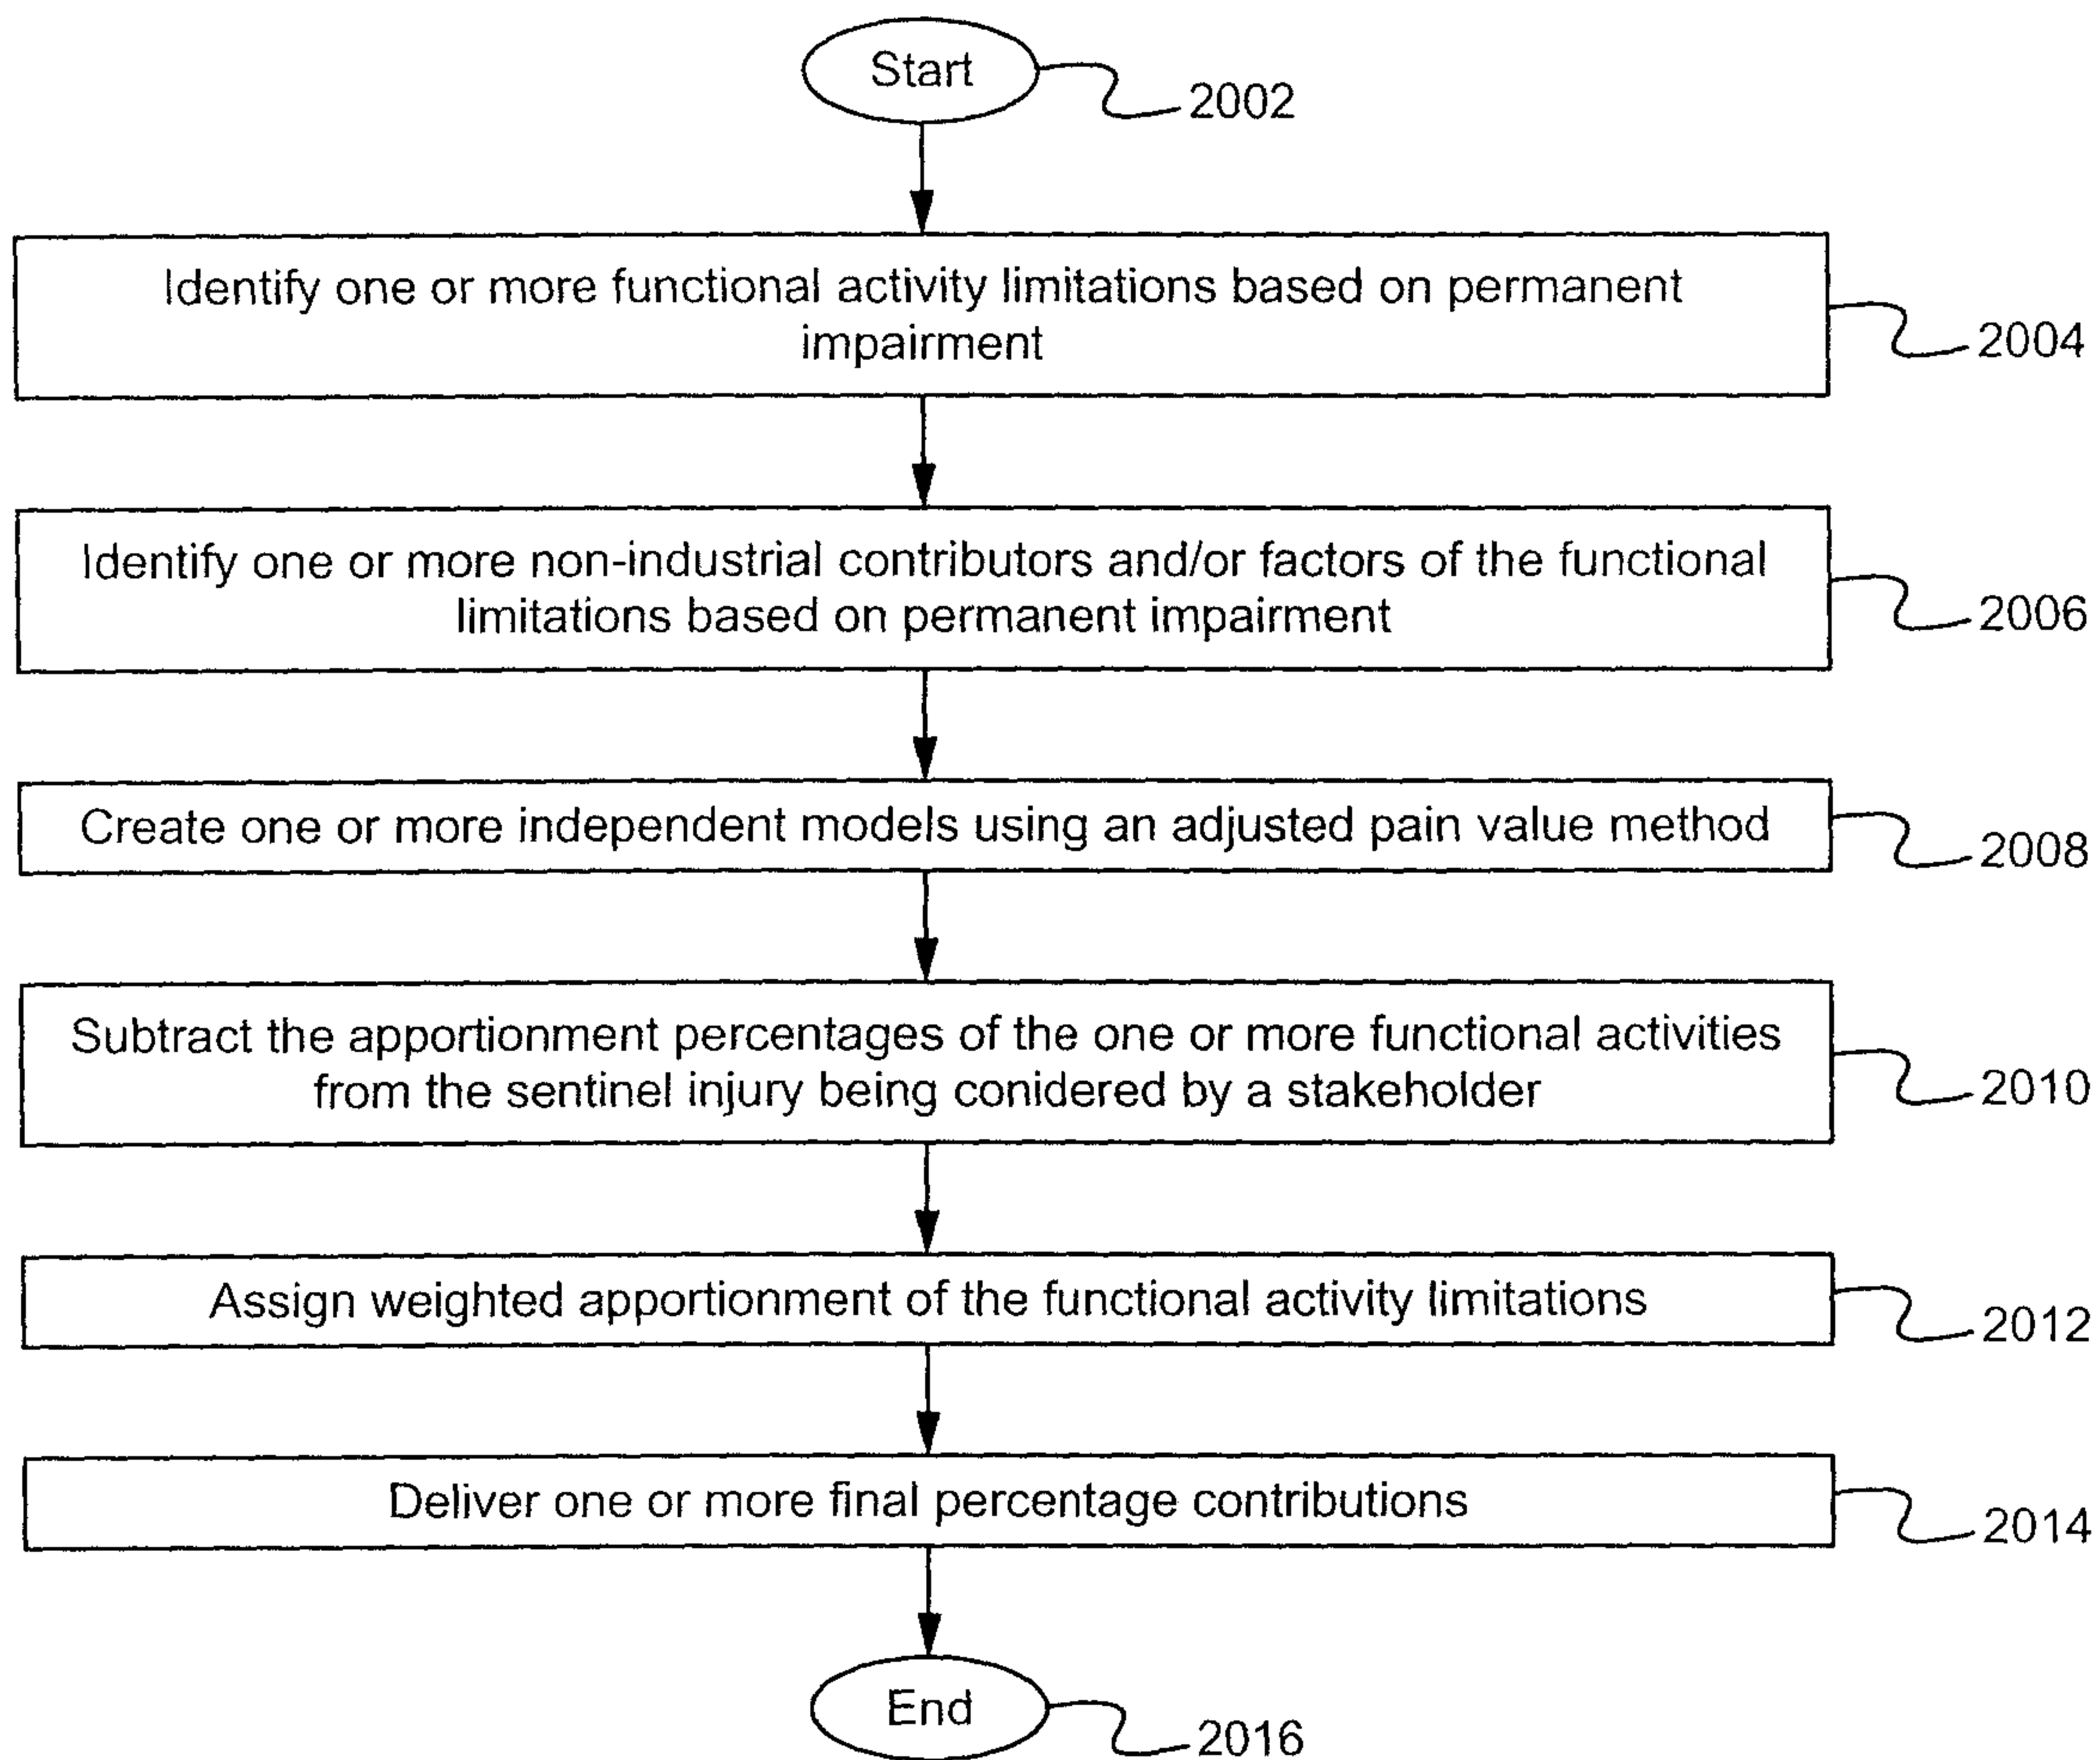 Start
2002
Identify one or more functional activity limitations based on permanent
impairment
2004
Identify one or more non-industrial contributors and/or factors of the functional
limitations based on permanent impairment
2006
Create one or more independent models using an adjusted pain value method
2008
Subtract the apportionment percentages of the one or more functional activities
from the sentinel injury being conidered by a stakeholder
2010
Assign weighted apportionment of the functional activity limitations
2012
Deliver one or more final percentage contributions
2014
End
2016